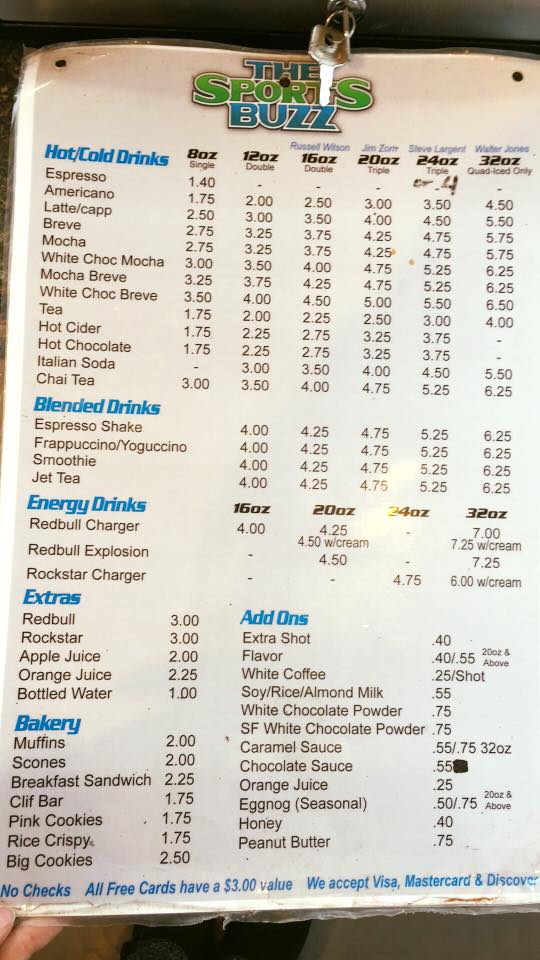 THE
SPORTS
BUZZ
Russell Wilson Jim Zorn Steve Largent Walter Jones
Hot/Cold Drinks 8oz 12oz 16oz 20oz 24oz 32oz
Single Double Double Triple Triple Quad-Iced Only
Espresso 1.40 - - - - -
Americano 1.75 2.00 2.50 3.00 3.50 4.50
Latte/capp 2.50 3.00 3.50 4.00 4.50 5.50
Breve 2.75 3.25 3.75 4.25 4.75 5.75
Mocha 2.75 3.25 3.75 4.25 4.75 5.75
White Choc Mocha 3.00 3.50 4.00 4.75 5.25 6.25
Mocha Breve 3.25 3.75 4.25 4.75 5.25 6.25
White Choc Breve 3.50 4.00 4.50 5.00 5.50 6.50
Tea 1.75 2.00 2.25 2.50 3.00 4.00
Hot Cider 1.75 2.25 2.75 3.25 3.75 -
Hot Chocolate 1.75 2.25 2.75 3.25 3.75 -
Italian Soda - 3.00 3.50 4.00 4.50 5.50
Chai Tea 3.00 3.50 4.00 4.75 5.25 6.25
Blended Drinks
Espresso Shake 4.00 4.25 4.75 5.25 6.25
Frappuccino/Yoguccino 4.00 4.25 4.75 5.25 6.25
Smoothie 4.00 4.25 4.75 5.25 6.25
Jet Tea 4.00 4.25 4.75 5.25 6.25
Energy Drinks 16oz 20oz 24oz 32oz
Redbull Charger 4.00 4.25 - 7.00
4.50 w/cream 7.25 w/cream
Redbull Explosion - 4.50 - 7.25
Rockstar Charger - - 4.75 6.00 w/cream
Extras
Redbull 3.00
Rockstar 3.00
Apple Juice 2.00
Orange Juice 2.25
Bottled Water 1.00
Bakery
Muffins 2.00
Scones 2.00
Breakfast Sandwich 2.25
Clif Bar 1.75
Pink Cookies 1.75
Rice Crispy 1.75
Big Cookies 2.50
Add Ons
Extra Shot .40
Flavor .40/.55 20oz & Above
White Coffee .25/Shot
Soy/Rice/Almond Milk .55
White Chocolate Powder .75
SF White Chocolate Powder .75
Caramel Sauce .55/.75 32oz
Chocolate Sauce .55
Orange Juice .25
Eggnog (Seasonal) .50/.75 20oz & Above
Honey .40
Peanut Butter .75
No Checks All Free Cards have a $3.00 value We accept Visa, Mastercard & Discover